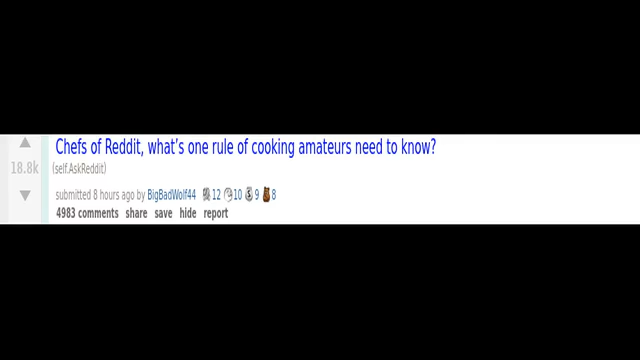 Chefs of Reddit, what's one rule of cooking amateurs need to know?
18.8k (self.AskReddit)
submitted 8 hours ago by BigBadWolf44 12 10 9 8
4983 comments share save hide report